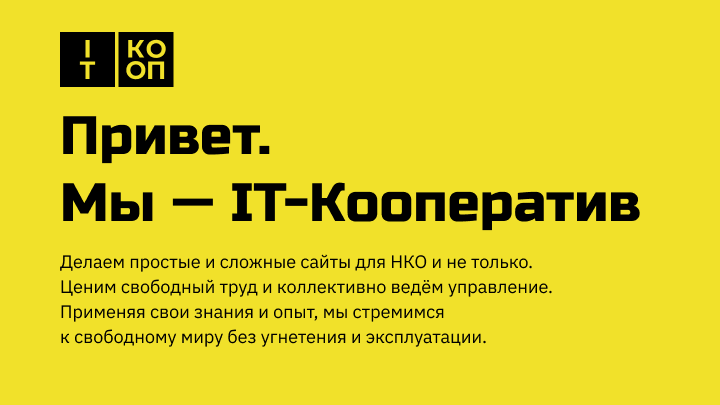 IT КО
ОП
Привет.
Мы — IT-Кооператив
Делаем простые и сложные сайты для НКО и не только.
Ценим свободный труд и коллективно ведём управление.
Применяя свои знания и опыт, мы стремимся
к свободному миру без угнетения и эксплуатации.